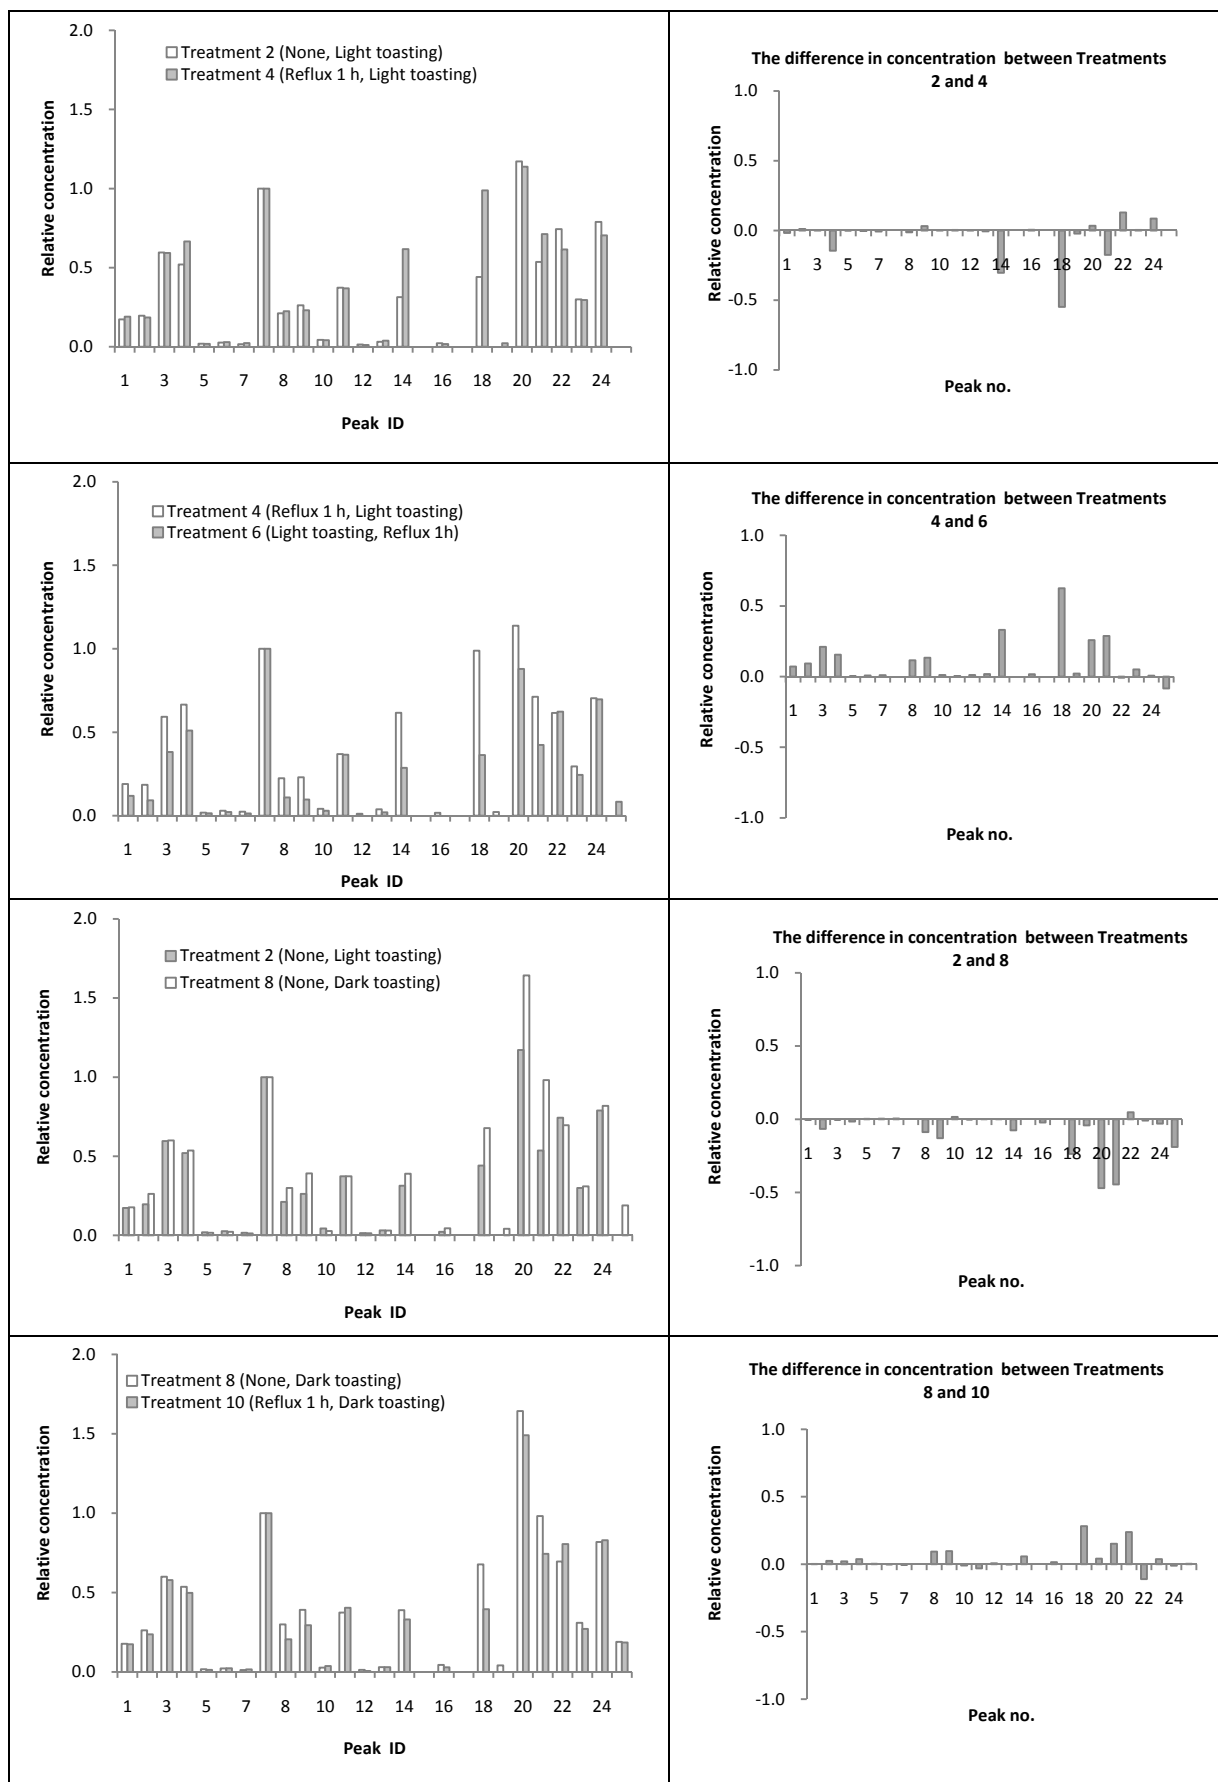 2.0
1.5
1.0
0.5
0.0
Relative concentration
Treatment 2 (None, Light toasting)
Treatment 4 (Reflux 1 h, Light toasting)
1 3 5 7 8 10 12 14 16 18 20 22 24
Peak ID
The difference in concentration between Treatments
2 and 4
1.0
0.5
0.0
-0.5
-1.0
Relative concentration
1 3 5 7 8 10 12 14 16 18 20 22 24
Peak no.
2.0
1.5
1.0
0.5
0.0
Relative concentration
Treatment 4 (Reflux 1 h, Light toasting)
Treatment 6 (Light toasting, Reflux 1h)
1 3 5 7 8 10 12 14 16 18 20 22 24
Peak ID
The difference in concentration between Treatments
4 and 6
1.0
0.5
0.0
-0.5
-1.0
Relative concentration
1 3 5 7 8 10 12 14 16 18 20 22 24
Peak no.
2.0
1.5
1.0
0.5
0.0
Relative concentration
Treatment 2 (None, Light toasting)
Treatment 8 (None, Dark toasting)
1 3 5 7 8 10 12 14 16 18 20 22 24
Peak ID
The difference in concentration between Treatments
2 and 8
1.0
0.5
0.0
-0.5
-1.0
Relative concentration
1 3 5 7 8 10 12 14 16 18 20 22 24
Peak no.
2.0
1.5
1.0
0.5
0.0
Relative concentration
Treatment 8 (None, Dark toasting)
Treatment 10 (Reflux 1 h, Dark toasting)
1 3 5 7 8 10 12 14 16 18 20 22 24
Peak ID
The difference in concentration between Treatments
8 and 10
1.0
0.5
0.0
-0.5
-1.0
Relative concentration
1 3 5 7 8 10 12 14 16 18 20 22 24
Peak no.